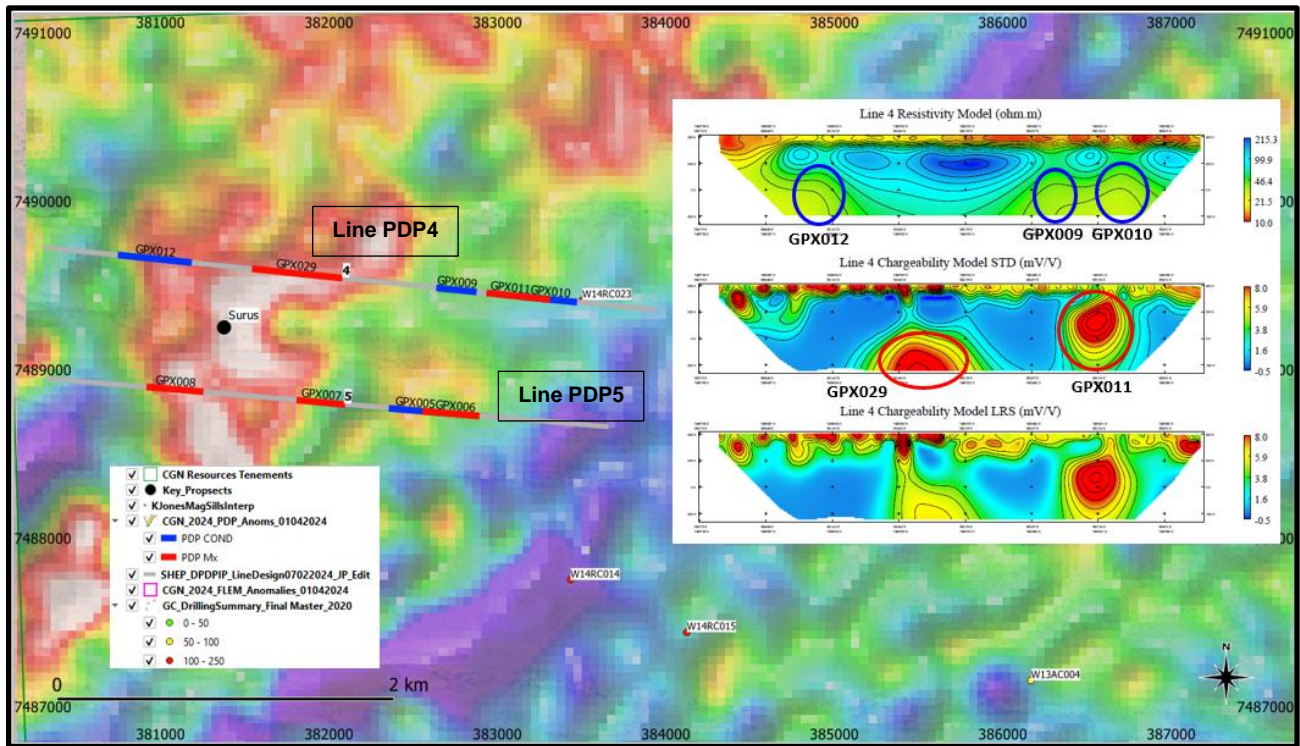 7491000
381000
382000
383000
384000
385000
386000
387000
7491000
7490000
7490000
Line PDP4
GPX012
GPX029
4
GPX009
GPX011
GPX010
W14RC023
Surus
7489000
Line PDP5
GPX008
GPX007
5
GPX005
GPX006
Line 4 Resistivity Model (ohm.m)
215.3
99.9
46.4
21.5
10.0
GPX012
GPX009
GPX010
Line 4 Chargeability Model STD (mV/V)
8.0
5.9
3.8
1.6
-0.5
GPX029
GPX011
Line 4 Chargeability Model LRS (mV/V)
8.0
5.9
3.8
1.6
-0.5
CGN Resources Tenements
Key_Propsects
KJonesMagSillsInterp
CGN_2024_PDP_Anoms_01042024
PDP COND
PDP Mx
SHEP_DPDPIP_LineDesign07022024_JP_Edit
CGN_2024_FLEM_Anomalies_01042024
GC_DrillingSummary_Final Master_2020
0 - 50
50 - 100
100 - 250
7488000
W14RC014
W14RC015
W13AC004
N
0
2 km
7487000
7487000
381000
382000
383000
384000
385000
386000
387000